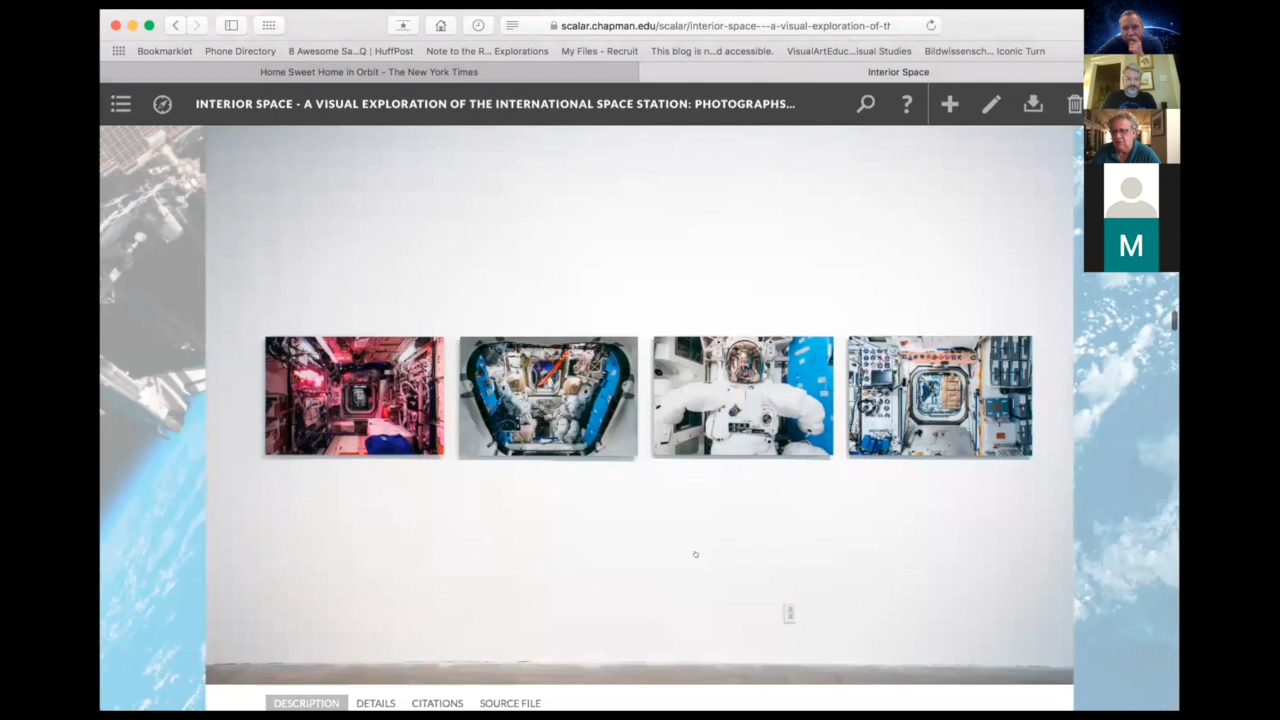 scalar.chapman.edu/scalar/interior-space---a-visual-exploration-of-th
Bookmarklet Phone Directory 8 Awesome Sa...Q | HuffPost Note to the R... Explorations My Files - Recruit This blog is n...d accessible. VisualArtEduc...isual Studies Bildwissensch... Iconic Turn
Home Sweet Home in Orbit - The New York Times Interior Space
INTERIOR SPACE - A VISUAL EXPLORATION OF THE INTERNATIONAL SPACE STATION: PHOTOGRAPHS... ?
M
DESCRIPTION DETAILS CITATIONS SOURCE FILE